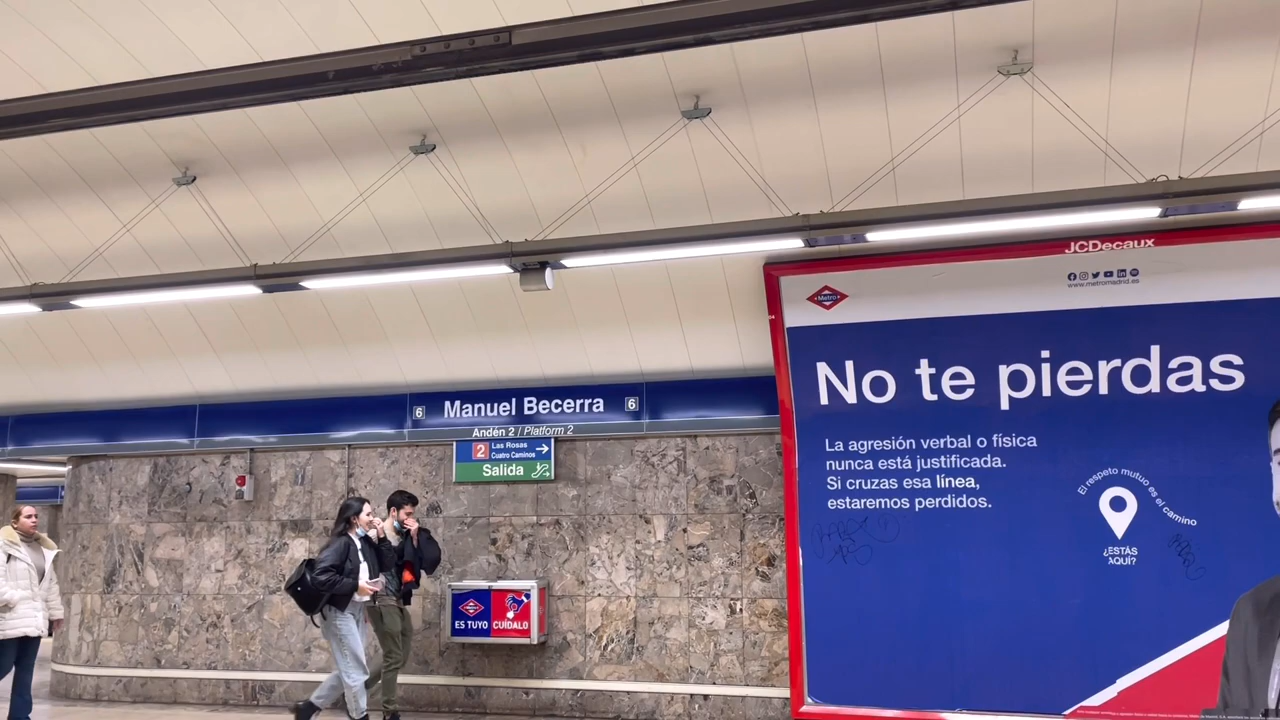 JCDecaux
Metro
www.metromadrid.es
No te pierdas
La agresión verbal o física
nunca está justificada.
Si cruzas esa línea,
estaremos perdidos.
El respeto mutuo es el camino
¿ESTÁS
AQUÍ?
6 Manuel Becerra 6
Andén 2 / Platform 2
2 Las Rosas
Cuatro Caminos
Salida
ES TUYO CUÍDALO